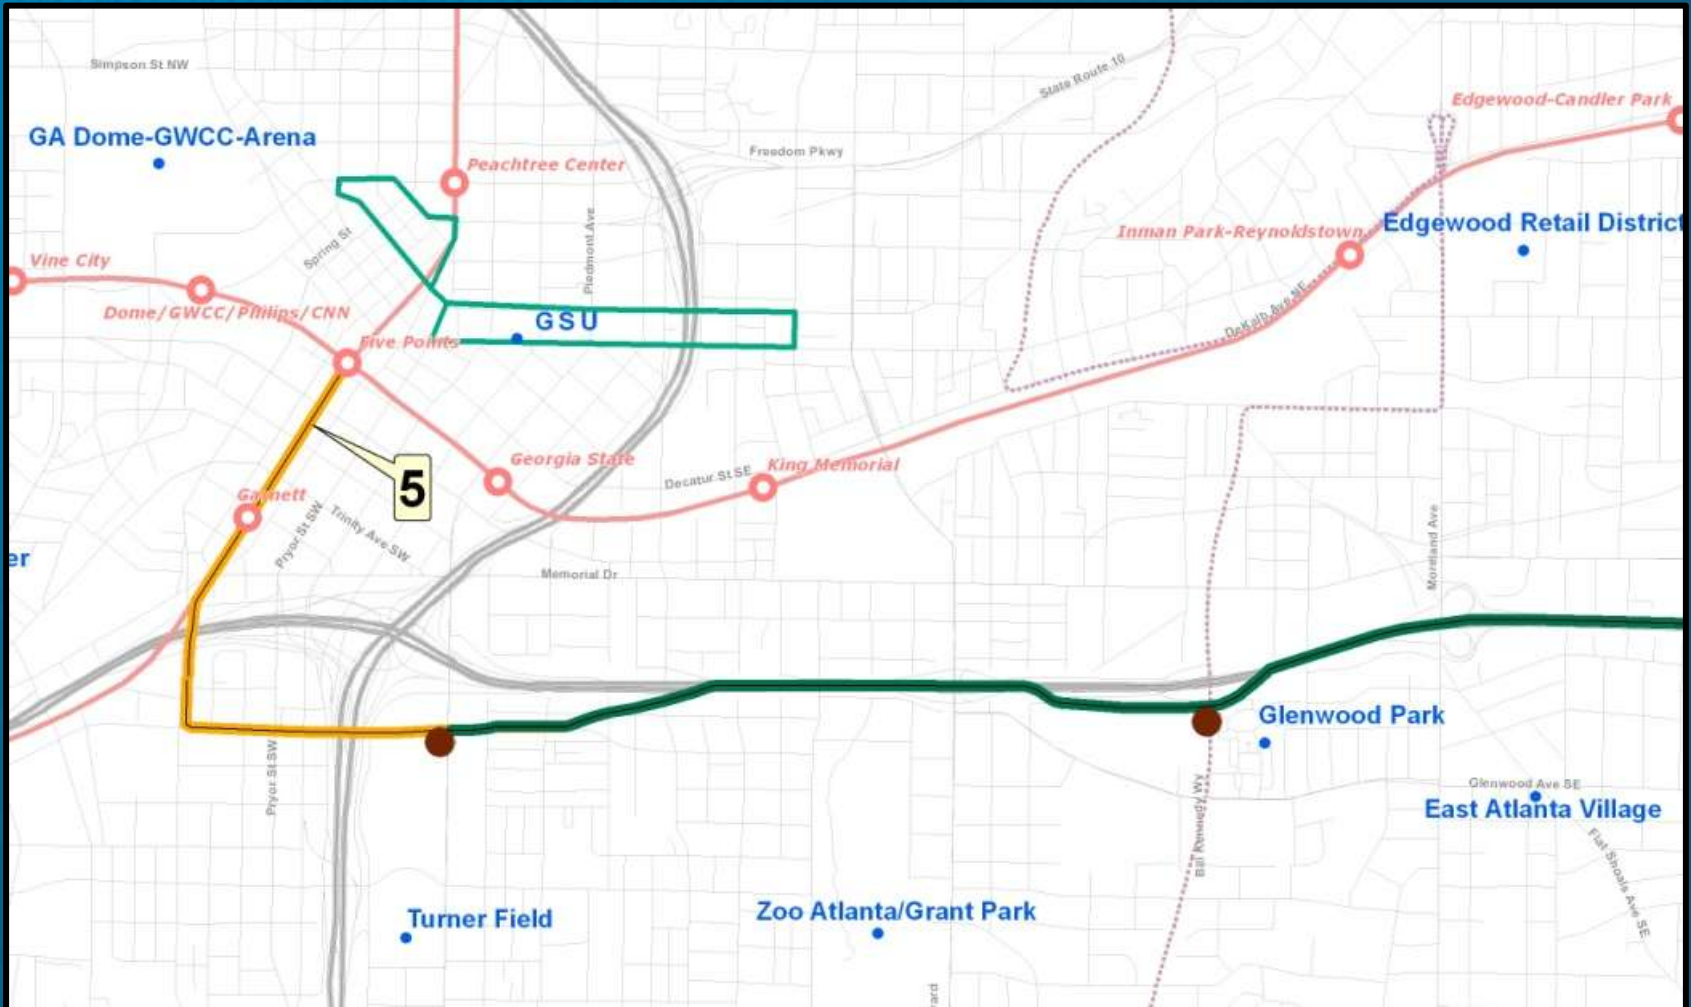 Simpson St NW
State Route 10
Edgewood-Candler Park
GA Dome-GWCC-Arena
Peachtree Center
Freedom Pkwy
Piedmont Ave
Spring St
Inman Park-Reynoldstown
Edgewood Retail District
Vine City
Dome/GWCC/Philips/CNN
GSU
DeKalb Ave NE
Five Points
5
Georgia State
Decatur St SE
King Memorial
Garnett
Pryor St SW
Trinity Ave SW
er
Memorial Dr
Moreland Ave
Glenwood Park
Pryor St SW
Glenwood Ave SE
East Atlanta Village
Bill Kennedy Wy
Flat Shoals Ave SE
Turner Field
Zoo Atlanta/Grant Park
ard